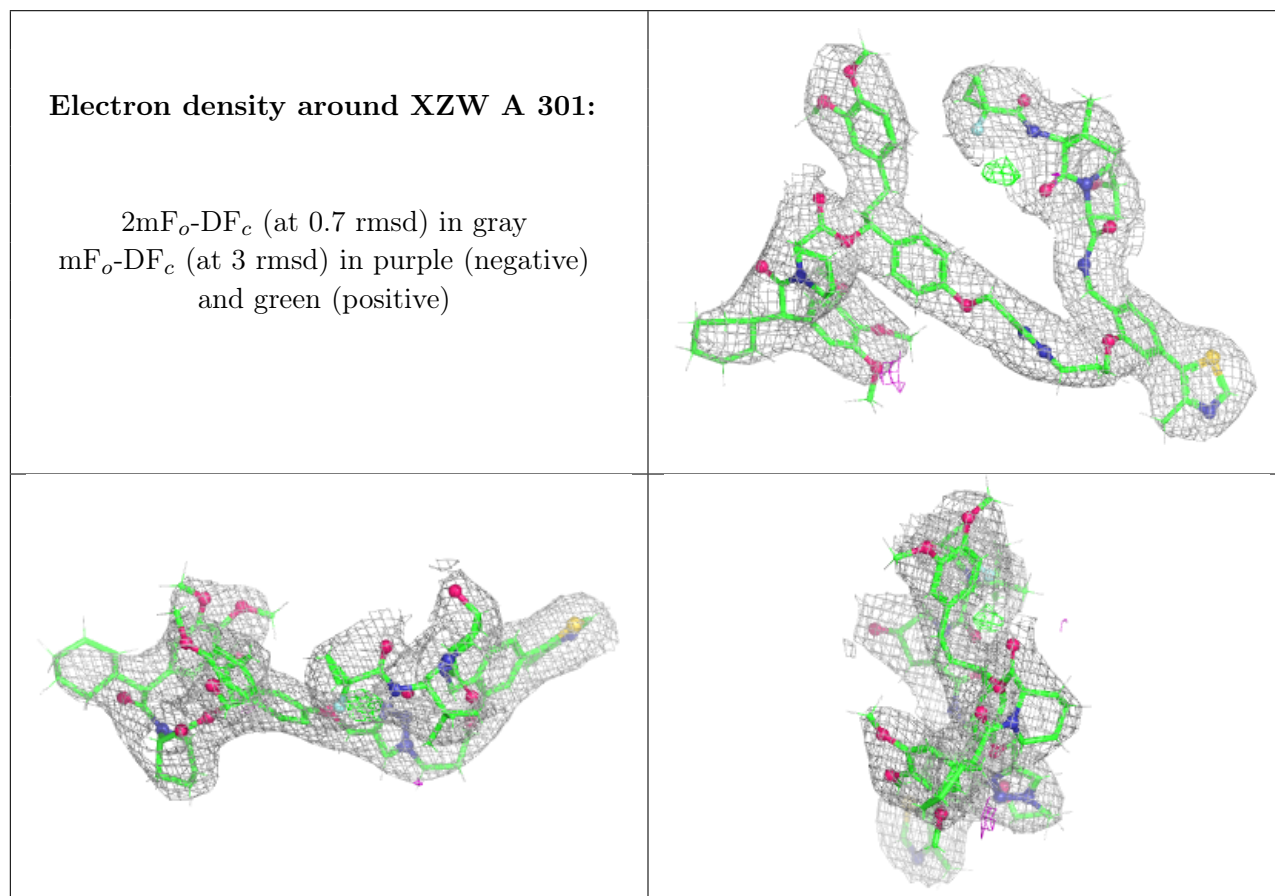 Electron density around XZW A 301:
2mFo-DFc (at 0.7 rmsd) in gray
mFo-DFc (at 3 rmsd) in purple (negative)
and green (positive)